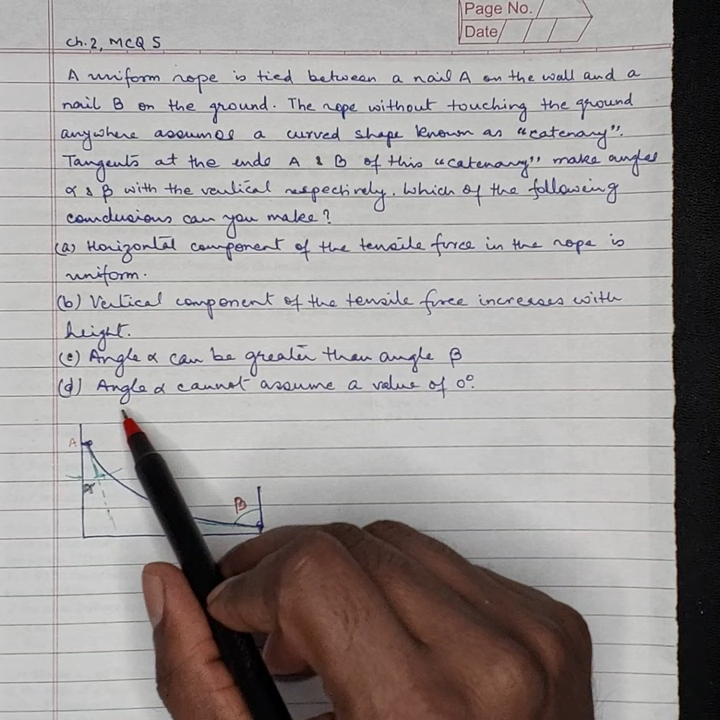 Page No.
Date
Ch. 2, MCQ 5
A uniform rope is tied between a nail A on the wall and a
nail B on the ground. The rope without touching the ground
anywhere assumes a curved shape known as "catenary".
Tangents at the ends A & B of this "catenary" make angles
α & β with the vertical respectively. Which of the following
conclusions can you make?
(a) Horizontal component of the tensile force in the rope is
uniform.
(b) Vertical component of the tensile force increases with
height.
(c) Angle α can be greater than angle β
(d) Angle α cannot assume a value of 0°.
A
α
β